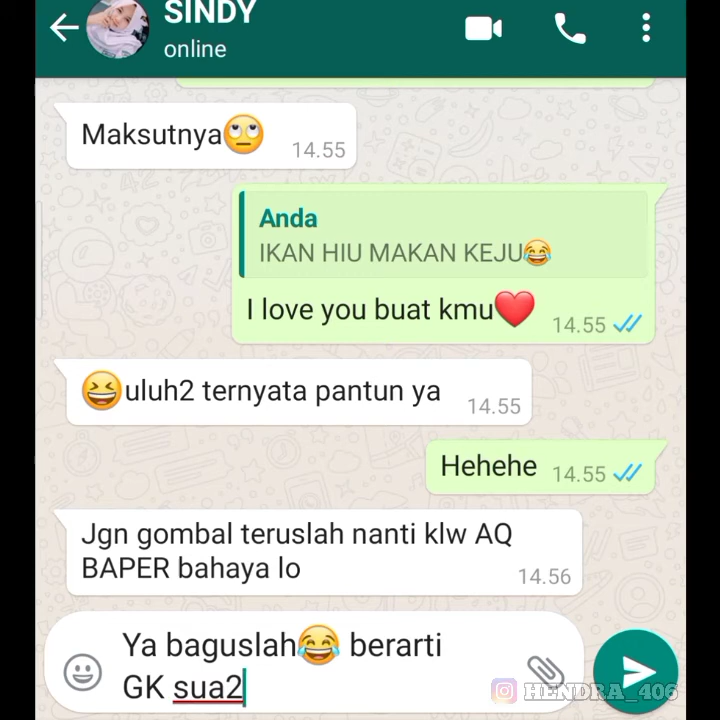 SINDY
online
Maksutnya🙄
14.55
Anda
IKAN HIU MAKAN KEJU😂
I love you buat kmu❤️
14.55
😆uluh2 ternyata pantun ya
14.55
Hehehe
14.55
Jgn gombal teruslah nanti klw AQ
BAPER bahaya lo
14.56
Ya baguslah😂 berarti
GK sua2
HENDRA_406